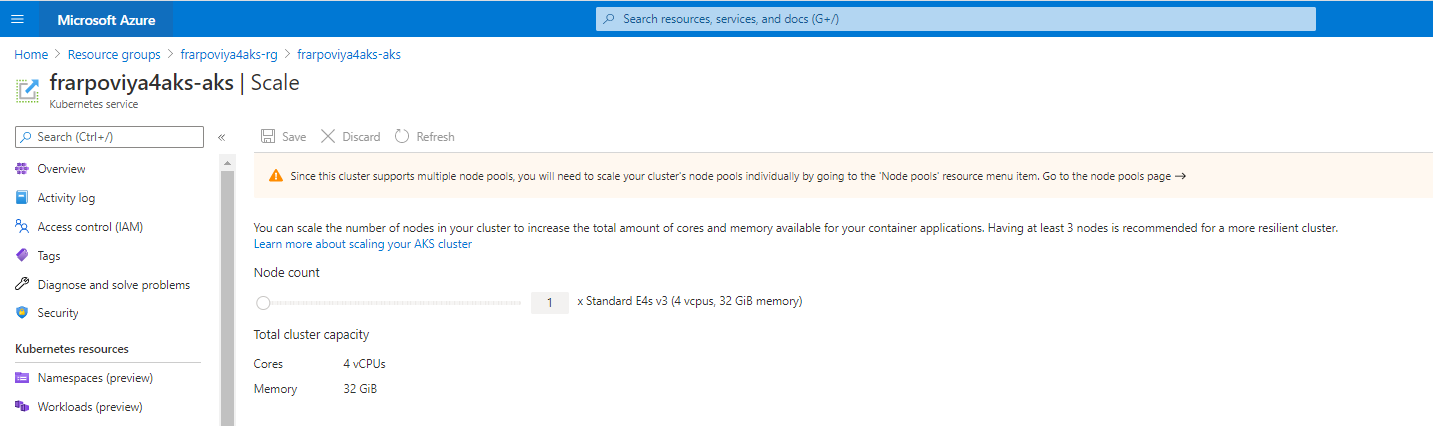 Microsoft Azure
Search resources, services, and docs (G+/)
Home > Resource groups > frarpoviya4aks-rg > frarpoviya4aks-aks
frarpoviya4aks-aks | Scale
Kubernetes service
Search (Ctrl+/)
«
Save Discard Refresh
Overview
Activity log
Access control (IAM)
Tags
Diagnose and solve problems
Security
Kubernetes resources
Namespaces (preview)
Workloads (preview)
Since this cluster supports multiple node pools, you will need to scale your cluster's node pools individually by going to the 'Node pools' resource menu item. Go to the node pools page →
You can scale the number of nodes in your cluster to increase the total amount of cores and memory available for your container applications. Having at least 3 nodes is recommended for a more resilient cluster.
Learn more about scaling your AKS cluster
Node count
1 x Standard E4s v3 (4 vcpus, 32 GiB memory)
Total cluster capacity
Cores 4 vCPUs
Memory 32 GiB